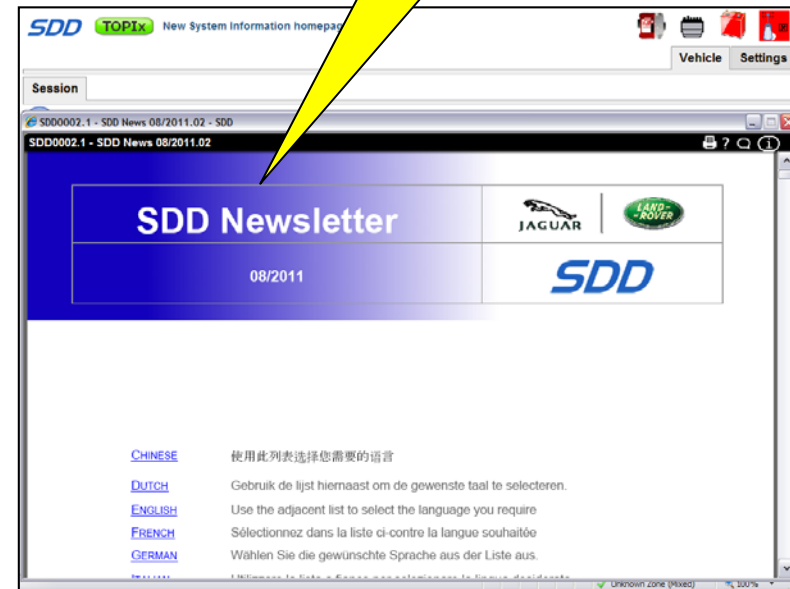 SDD TOPIx New System Information homepag
Vehicle Settings
Session
SDD0002.1 - SDD News 08/2011.02 - SDD
SDD0002.1 - SDD News 08/2011.02
SDD Newsletter
JAGUAR
LAND-ROVER
08/2011
SDD
CHINESE 使用此列表选择您需要的语言
DUTCH Gebruik de lijst hiernaast om de gewenste taal te selecteren.
ENGLISH Use the adjacent list to select the language you require
FRENCH Sélectionnez dans la liste ci-contre la langue souhaitée
GERMAN Wählen Sie die gewünschte Sprache aus der Liste aus.
Unknown Zone (Mixed) 100%